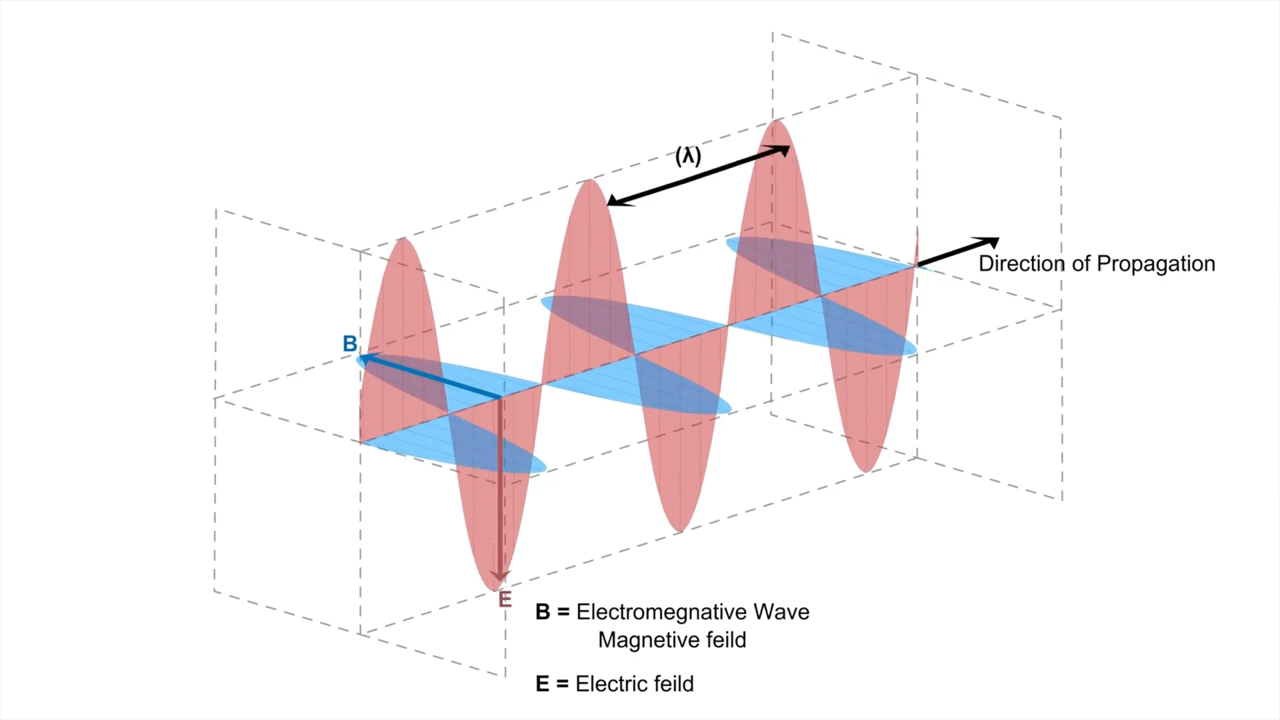 (λ)
Direction of Propagation
B
E
B = Electromegnative Wave
Magnetive feild
E = Electric feild